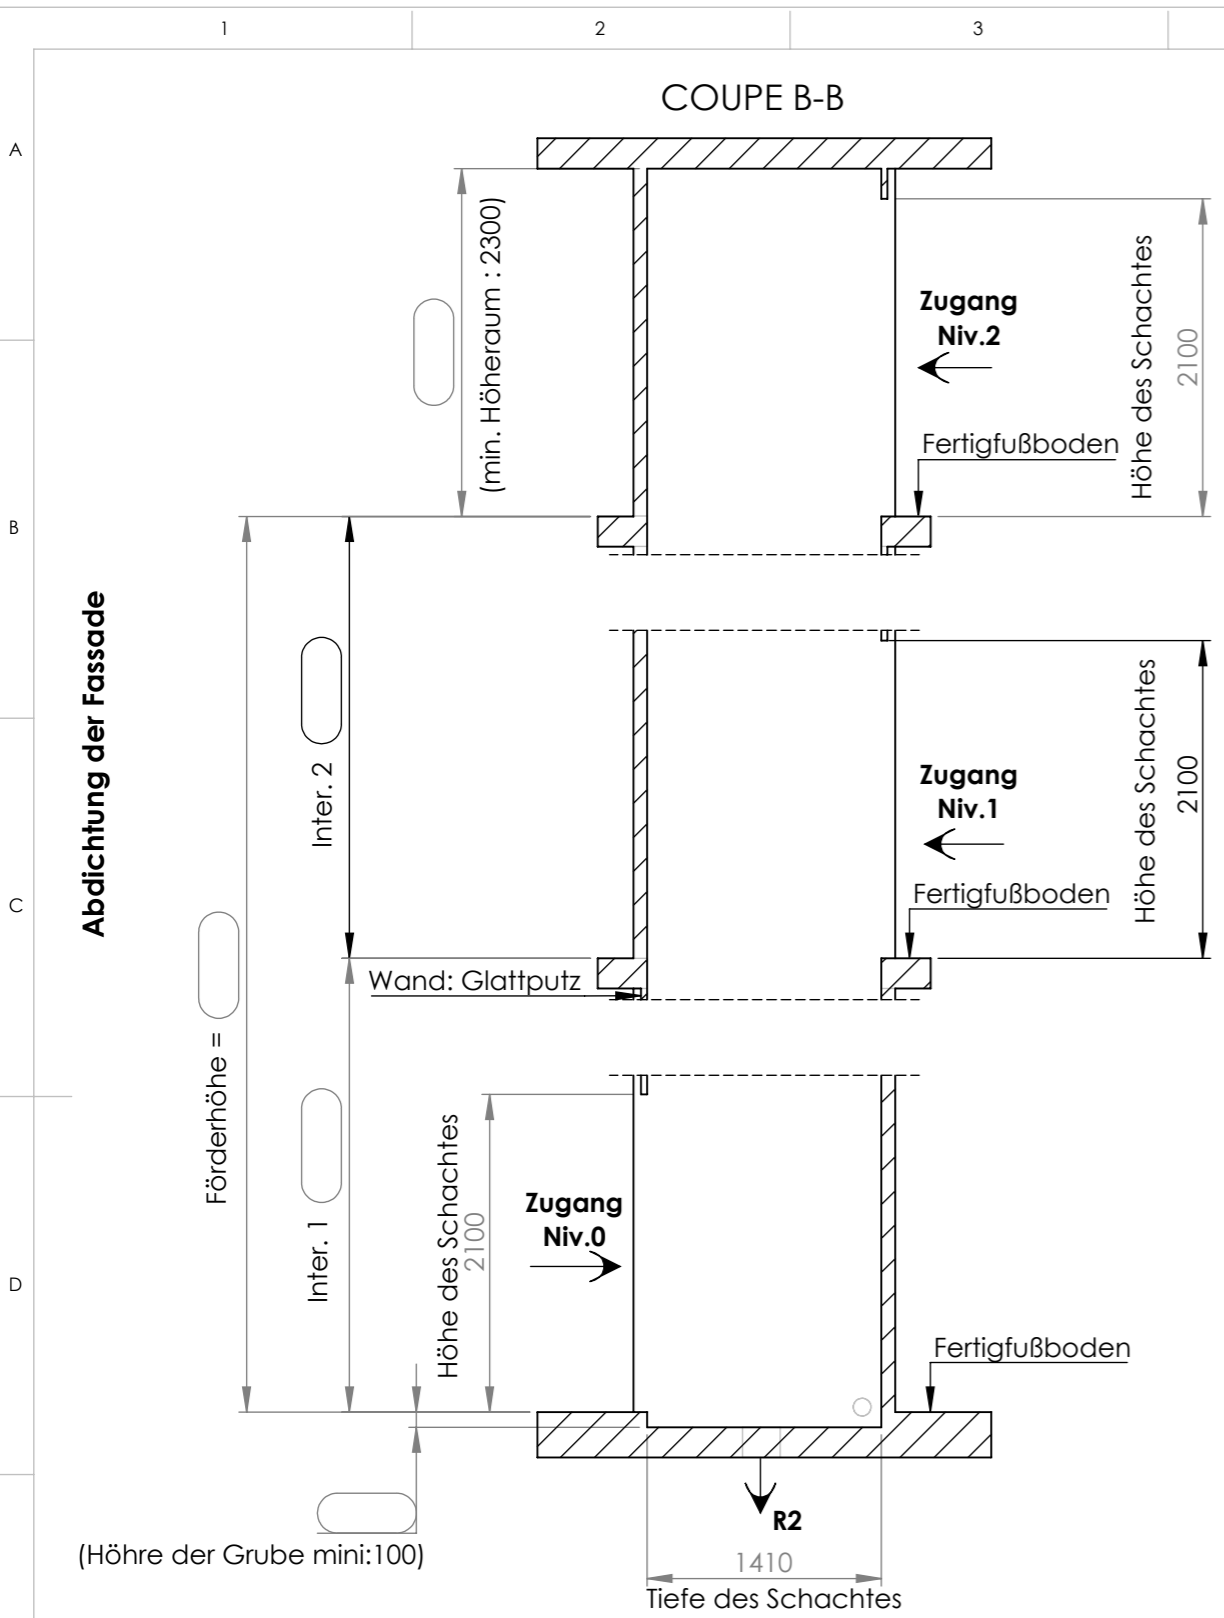 1 2 3
COUPE B-B
A
B
C
D
(min. Höheraum : 2300)
Zugang
Niv.2
Höhe des Schachtes
2100
Fertigfußboden
Abdichtung der Fassade
Inter. 2
Zugang
Niv.1
Höhe des Schachtes
2100
Fertigfußboden
Wand: Glattputz
Förderhöhe =
Inter. 1
Höhe des Schachtes
2100
Zugang
Niv.0
Fertigfußboden
R2
(Höhre der Grube mini:100)
1410
Tiefe des Schachtes